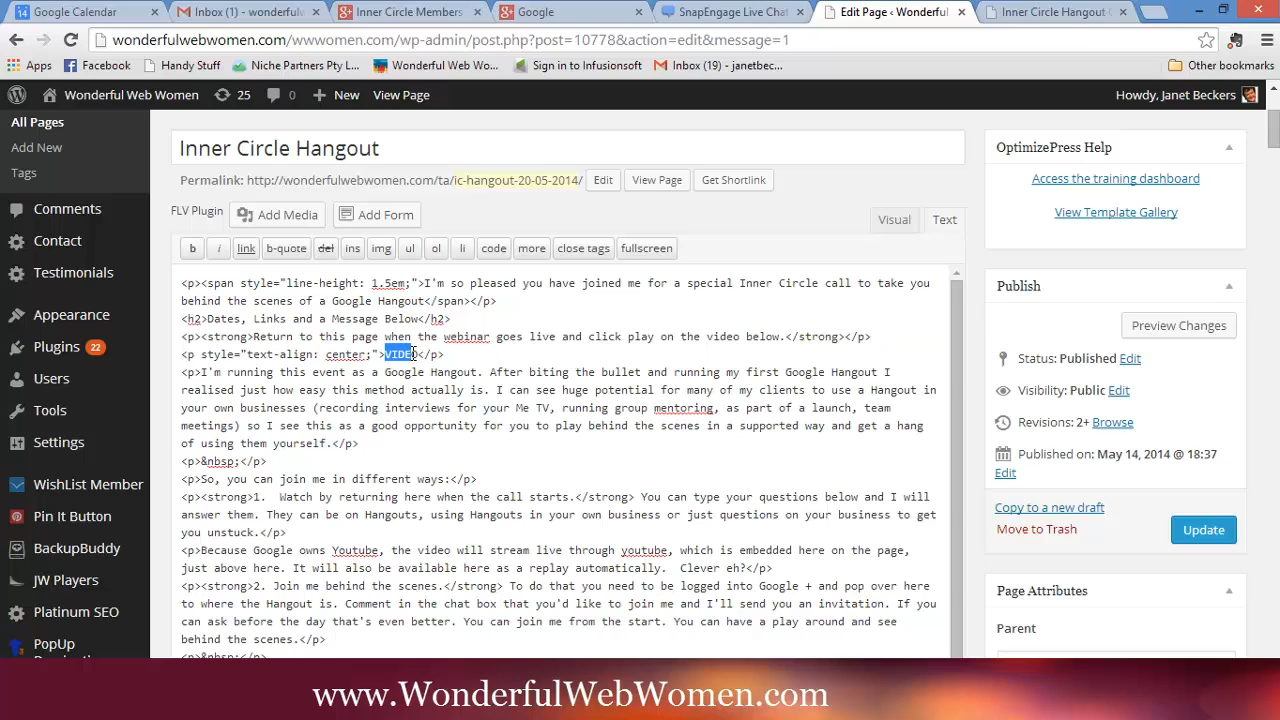 Google Calendar
Inbox (1) - wonderfulw
Inner Circle Members
Google
SnapEngage Live Chat
Edit Page ‹ Wonderful
Inner Circle Hangout
wonderfulwebwomen.com/wwwomen.com/wp-admin/post.php?post=10778&action=edit&message=1
Apps Facebook Handy Stuff Niche Partners Pty L... Wonderful Web Wo... Sign in to Infusionsoft Inbox (19) - janetbec... Other bookmarks
Wonderful Web Women 25 0 New View Page Howdy, Janet Beckers
All Pages
Add New
Tags
Comments
Contact
Testimonials
Appearance
Plugins 22
Users
Tools
Settings
WishList Member
Pin It Button
BackupBuddy
JW Players
Platinum SEO
PopUp
Inner Circle Hangout
Permalink: http://wonderfulwebwomen.com/ta/ic-hangout-20-05-2014/ Edit View Page Get Shortlink
FLV Plugin Add Media Add Form
Visual Text
b i link b-quote del ins img ul ol li code more close tags fullscreen
<p><span style="line-height: 1.5em;">I'm so pleased you have joined me for a special Inner Circle call to take you
behind the scenes of a Google Hangout</span></p>
<h2>Dates, Links and a Message Below</h2>
<p><strong>Return to this page when the webinar goes live and click play on the video below.</strong></p>
<p style="text-align: center;">VIDEO</p>
<p>I'm running this event as a Google Hangout. After biting the bullet and running my first Google Hangout I
realised just how easy this method actually is. I can see huge potential for many of my clients to use a Hangout in
your own businesses (recording interviews for your Me TV, running group mentoring, as part of a launch, team
meetings) so I see this as a good opportunity for you to play behind the scenes in a supported way and get a hang
of using them yourself.</p>
<p>&nbsp;</p>
<p>So, you can join me in different ways:</p>
<p><strong>1.  Watch by returning here when the call starts.</strong> You can type your questions below and I will
answer them. They can be on Hangouts, using Hangouts in your own business or just questions on your business to get
you unstuck.</p>
<p>Because Google owns Youtube, the video will stream live through youtube, which is embedded here on the page,
just above here. It will also be available here as a replay automatically.  Clever eh?</p>
<p><strong>2. Join me behind the scenes.</strong> To do that you need to be logged into Google + and pop over here
to where the Hangout is. Comment in the chat box that you'd like to join me and I'll send you an invitation. If you
can ask before the day that's even better. You can join me from the start. You can have a play around and see
behind the scenes.</p>
<p>&nbsp;</p>
OptimizePress Help
Access the training dashboard
View Template Gallery
Publish
Preview Changes
Status: Published Edit
Visibility: Public Edit
Revisions: 2+ Browse
Published on: May 14, 2014 @ 18:37
Edit
Copy to a new draft
Move to Trash
Update
Page Attributes
Parent
www.WonderfulWebWomen.com